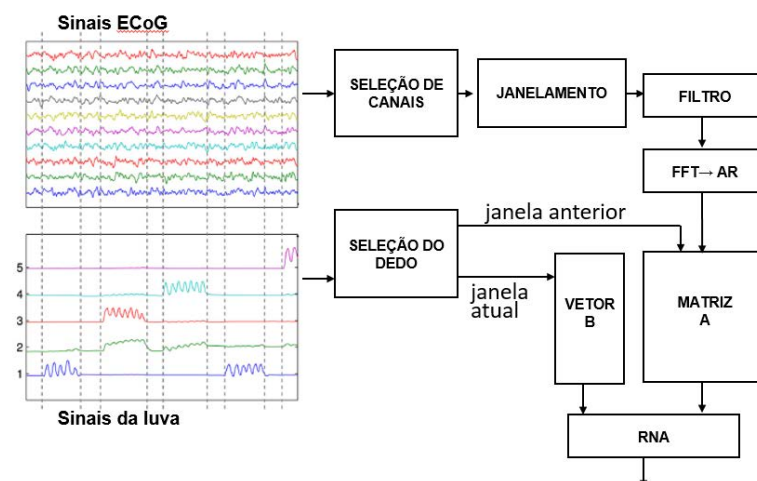 Sinais ECoG
SELEÇÃO DE
CANAIS
JANELAMENTO
FILTRO
FFT→ AR
SELEÇÃO DO
DEDO
janela anterior
janela
atual
VETOR
B
MATRIZ
A
RNA
5
4
3
2
1
Sinais da luva